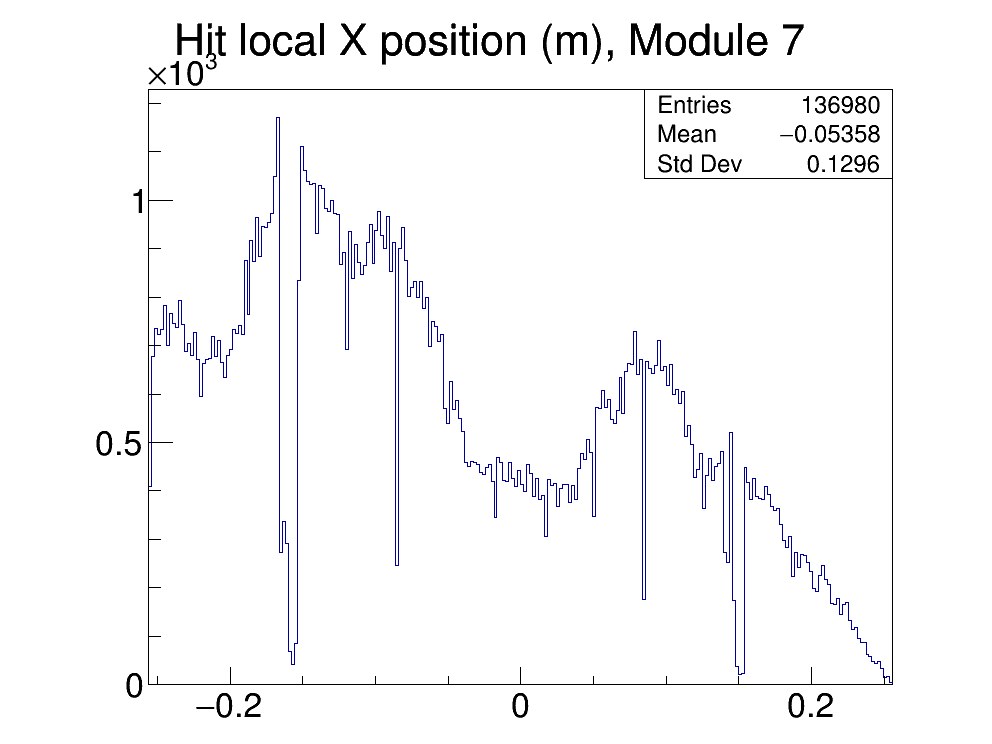 Hit local X position (m), Module 7
×10³
Entries 136980
Mean −0.05358
Std Dev 0.1296
1
0.5
0
−0.2 0 0.2